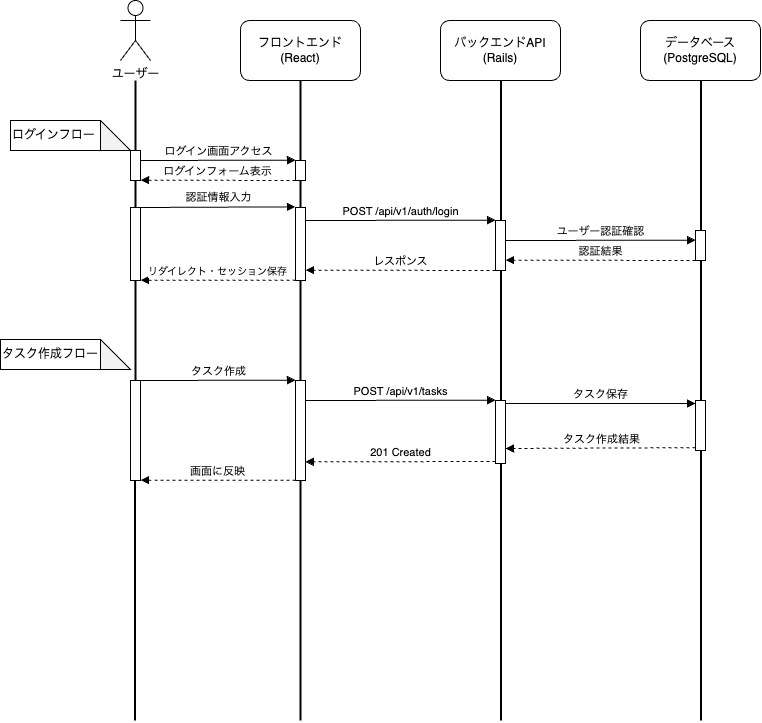 ユーザー
フロントエンド
(React)
バックエンドAPI
(Rails)
データベース
(PostgreSQL)
ログインフロー
ログイン画面アクセス
ログインフォーム表示
認証情報入力
POST /api/v1/auth/login
ユーザー認証確認
認証結果
レスポンス
リダイレクト・セッション保存
タスク作成フロー
タスク作成
POST /api/v1/tasks
タスク保存
タスク作成結果
201 Created
画面に反映